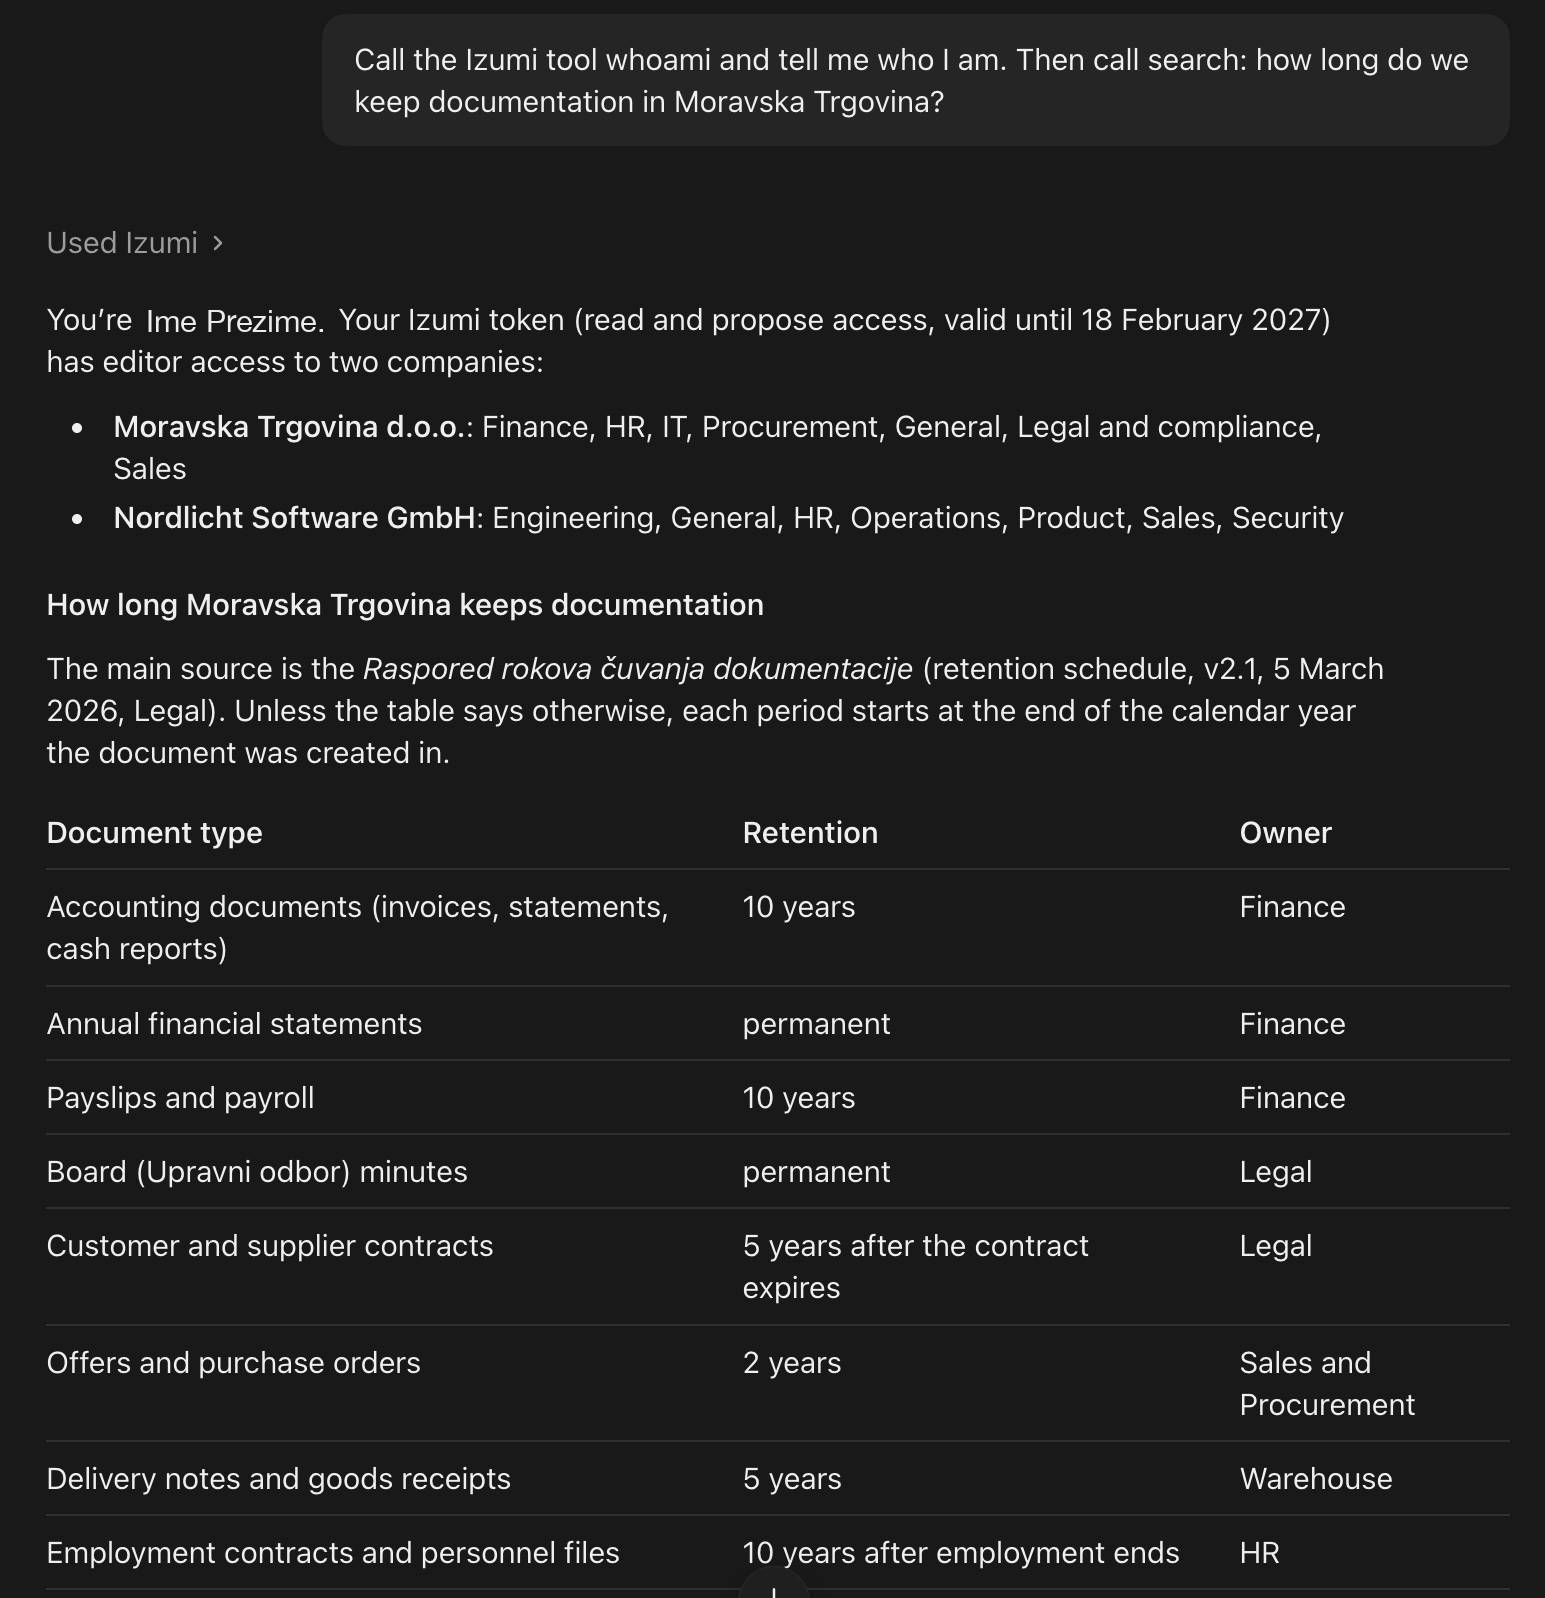 Call the Izumi tool whoami and tell me who I am. Then call search: how long do we
keep documentation in Moravska Trgovina?
Used Izumi >
You're Ime Prezime. Your Izumi token (read and propose access, valid until 18 February 2027)
has editor access to two companies:
• Moravska Trgovina d.o.o.: Finance, HR, IT, Procurement, General, Legal and compliance,
Sales
• Nordlicht Software GmbH: Engineering, General, HR, Operations, Product, Sales, Security
How long Moravska Trgovina keeps documentation
The main source is the Raspored rokova čuvanja dokumentacije (retention schedule, v2.1, 5 March
2026, Legal). Unless the table says otherwise, each period starts at the end of the calendar year
the document was created in.
Document type Retention Owner
Accounting documents (invoices, statements, 10 years Finance
cash reports)
Annual financial statements permanent Finance
Payslips and payroll 10 years Finance
Board (Upravni odbor) minutes permanent Legal
Customer and supplier contracts 5 years after the contract Legal
expires
Offers and purchase orders 2 years Sales and
Procurement
Delivery notes and goods receipts 5 years Warehouse
Employment contracts and personnel files 10 years after employment ends HR